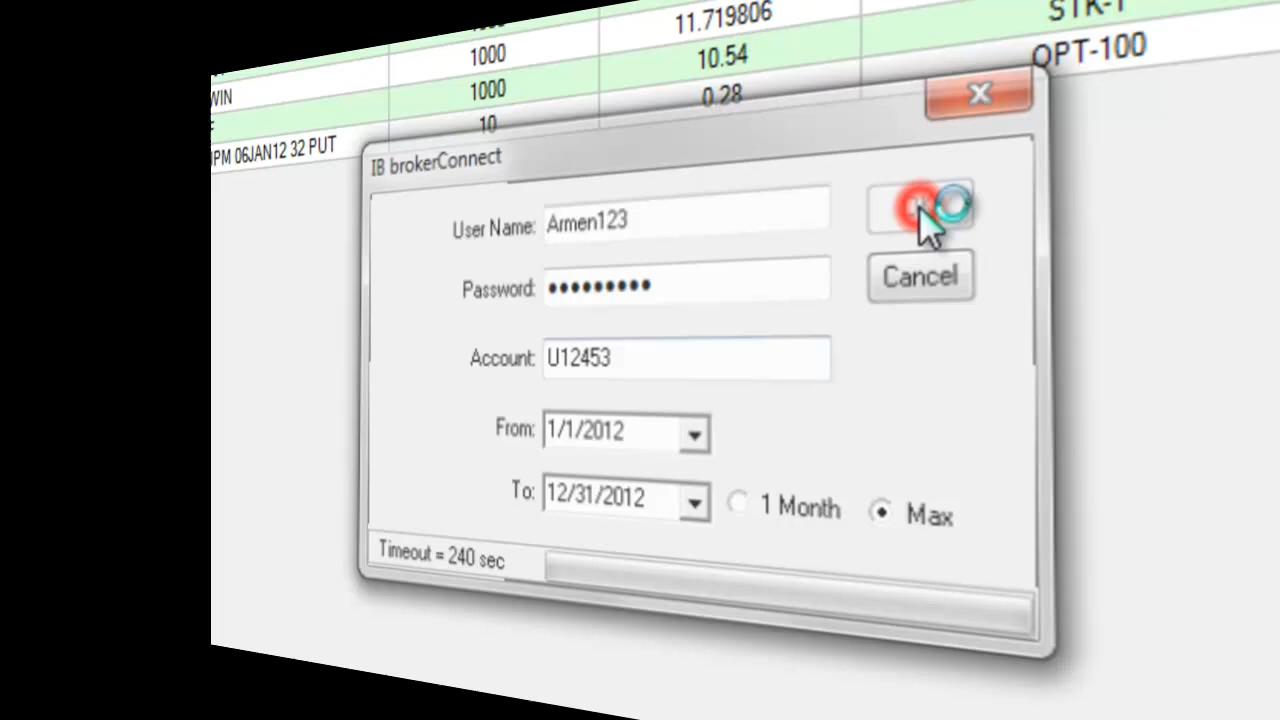 11.719806 STK-1
1000 10.54 OPT-100
WIN 1000 0.28
F 10
JPM 06JAN12 32 PUT
IB brokerConnect
User Name: Armen123
Password: •••••••••
Cancel
Account: U12453
From: 1/1/2012
To: 12/31/2012 1 Month Max
Timeout = 240 sec